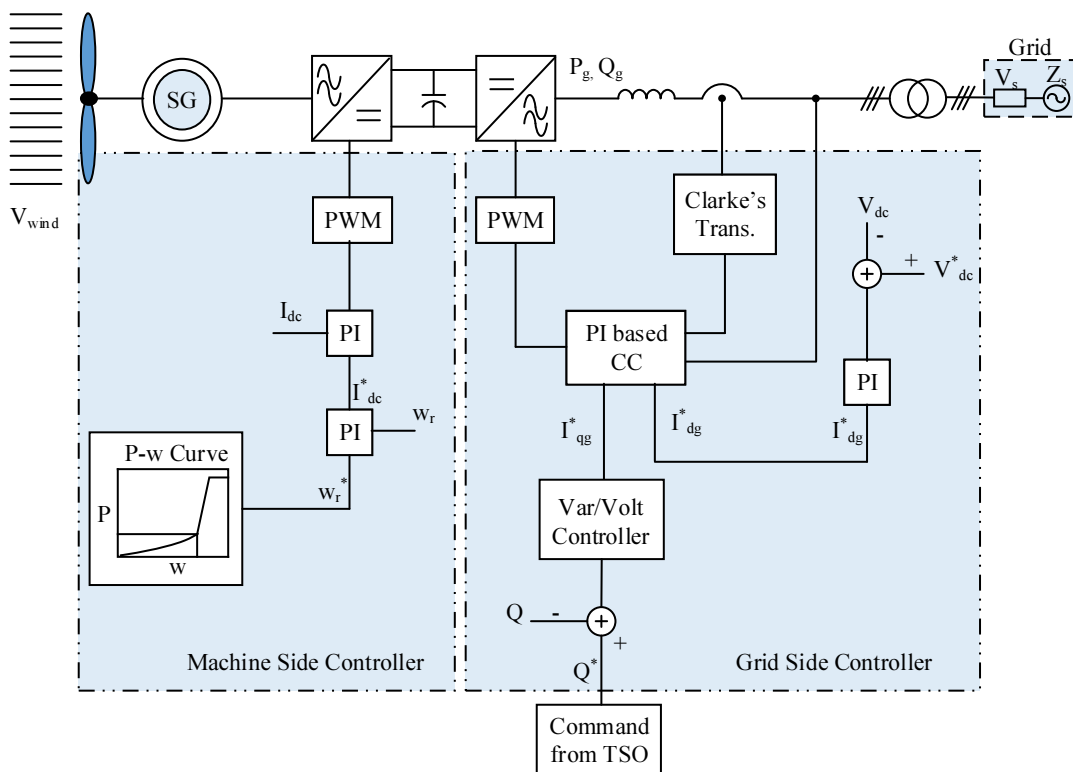 Grid
V_s
Z_s
P_g, Q_g
SG
V_wind
PWM
PWM
Clarke's
Trans.
V_dc
-
+
+
V*_dc
I_dc
PI
PI based
CC
PI
I*_dc
PI
w_r
I*_qg
I*_dg
I*_dg
P-w Curve
P
w
w_r*
Var/Volt
Controller
Q
-
+
+
Q*
Machine Side Controller
Grid Side Controller
Command
from TSO